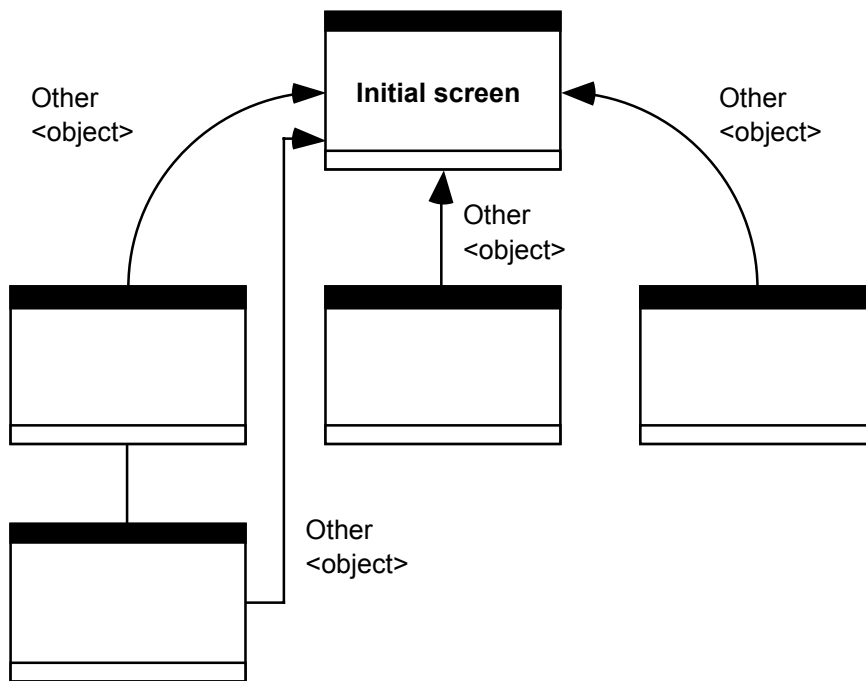 Initial screen
Other
<object>
Other
<object>
Other
<object>
Other
<object>